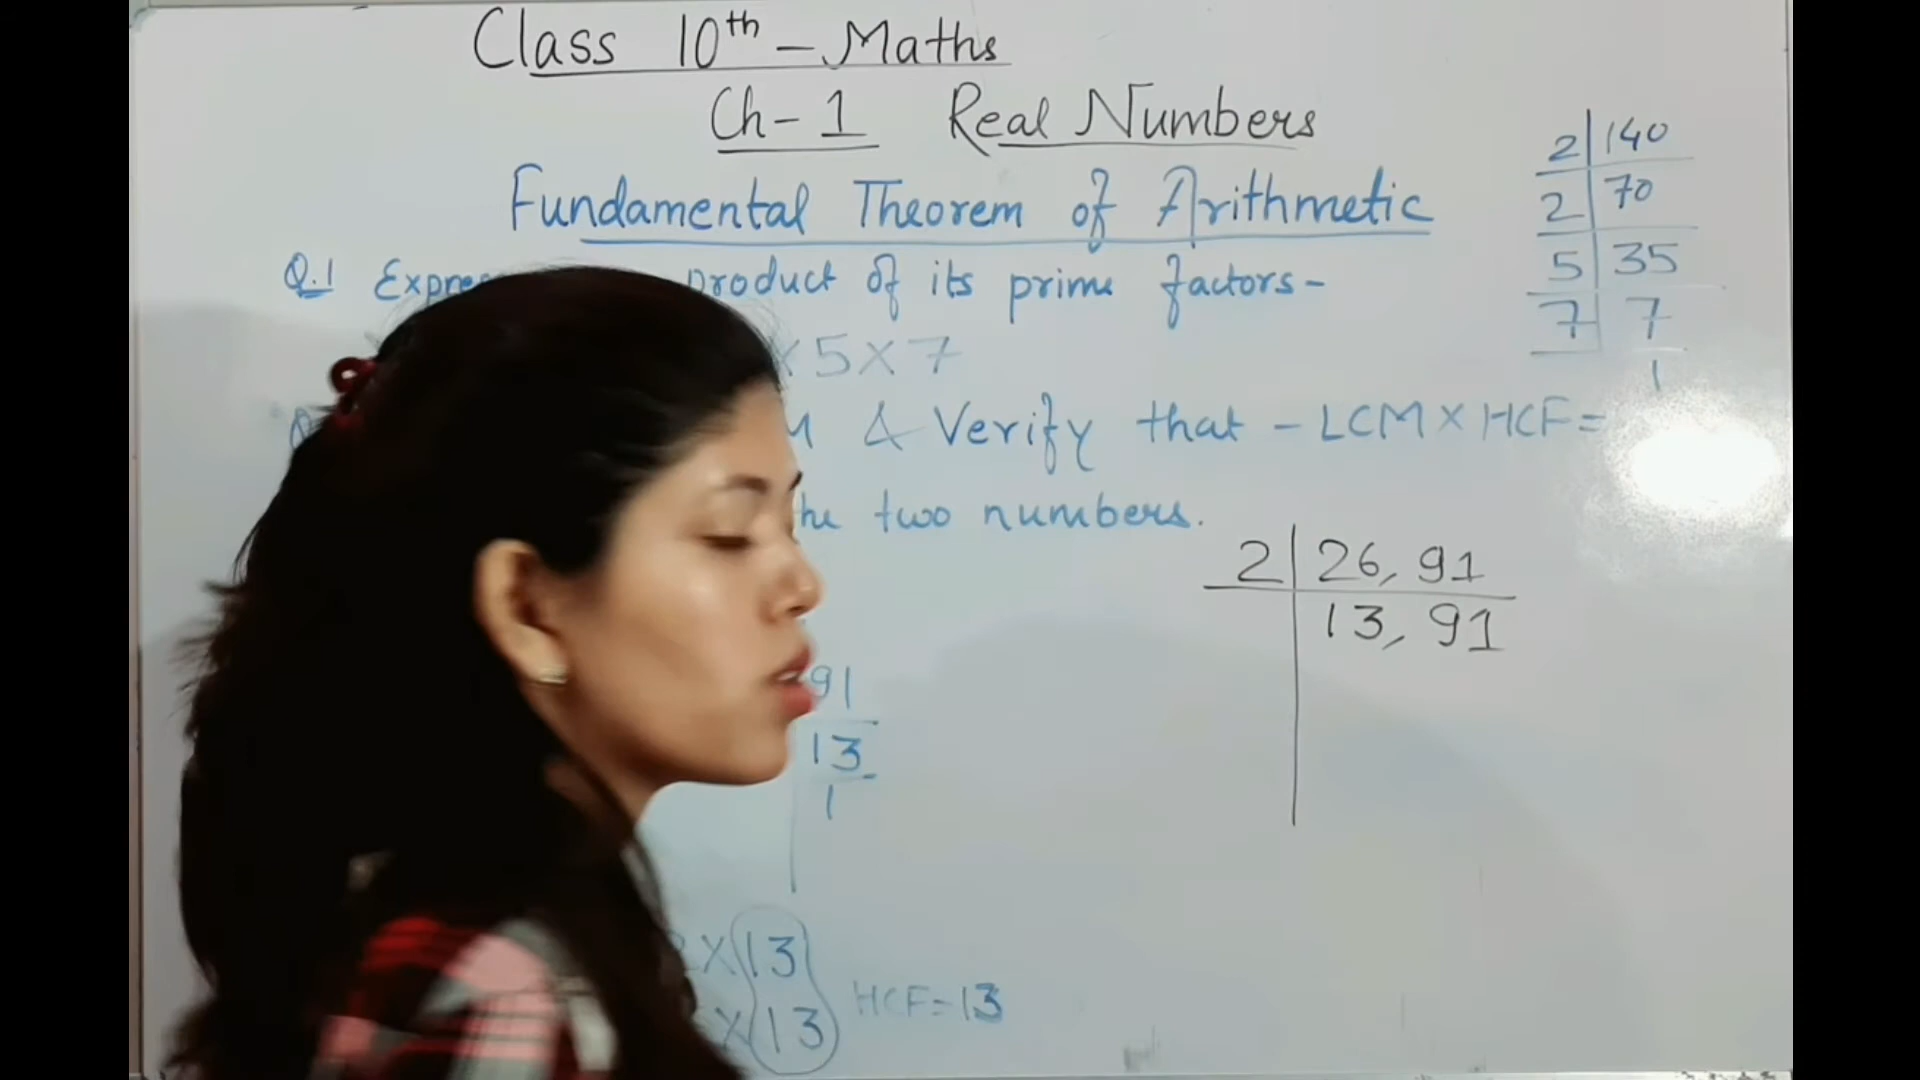 Class 10th - Maths
Ch-1 Real Numbers
Fundamental Theorem of Arithmetic
Q.1 product of its prime factors-
×5×7
& Verify that - LCM × HCF =
two numbers.
2 | 140
2 | 70
5 | 35
7 | 7
1
2 | 26, 91
13, 91
91
13
1
×13
×13
HCF=13